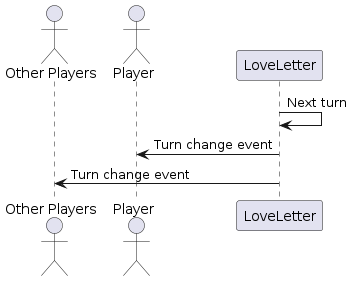 Other Players
Player
LoveLetter
Next turn
Turn change event
Turn change event
Other Players
Player
LoveLetter